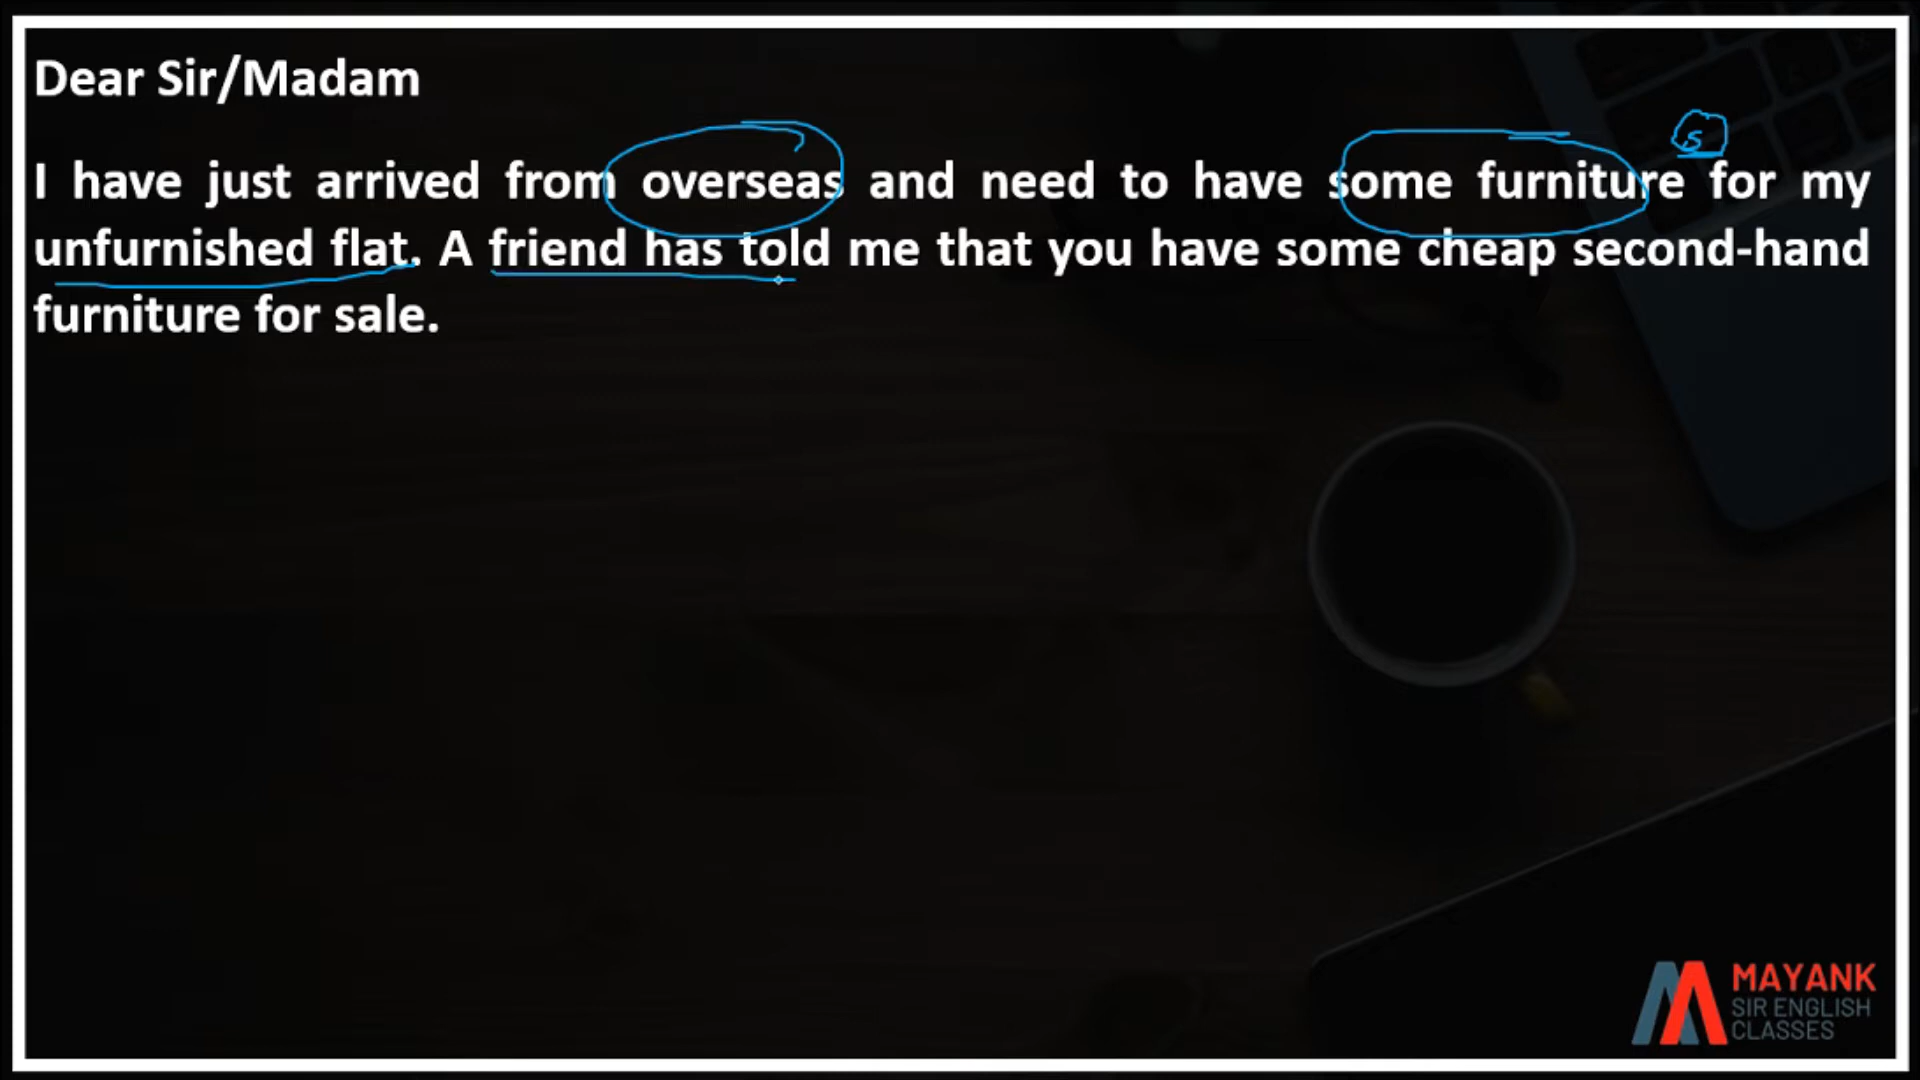 Dear Sir/Madam
s
I have just arrived from overseas and need to have some furniture for my
unfurnished flat. A friend has told me that you have some cheap second-hand
furniture for sale.
MAYANK
SIR ENGLISH
CLASSES